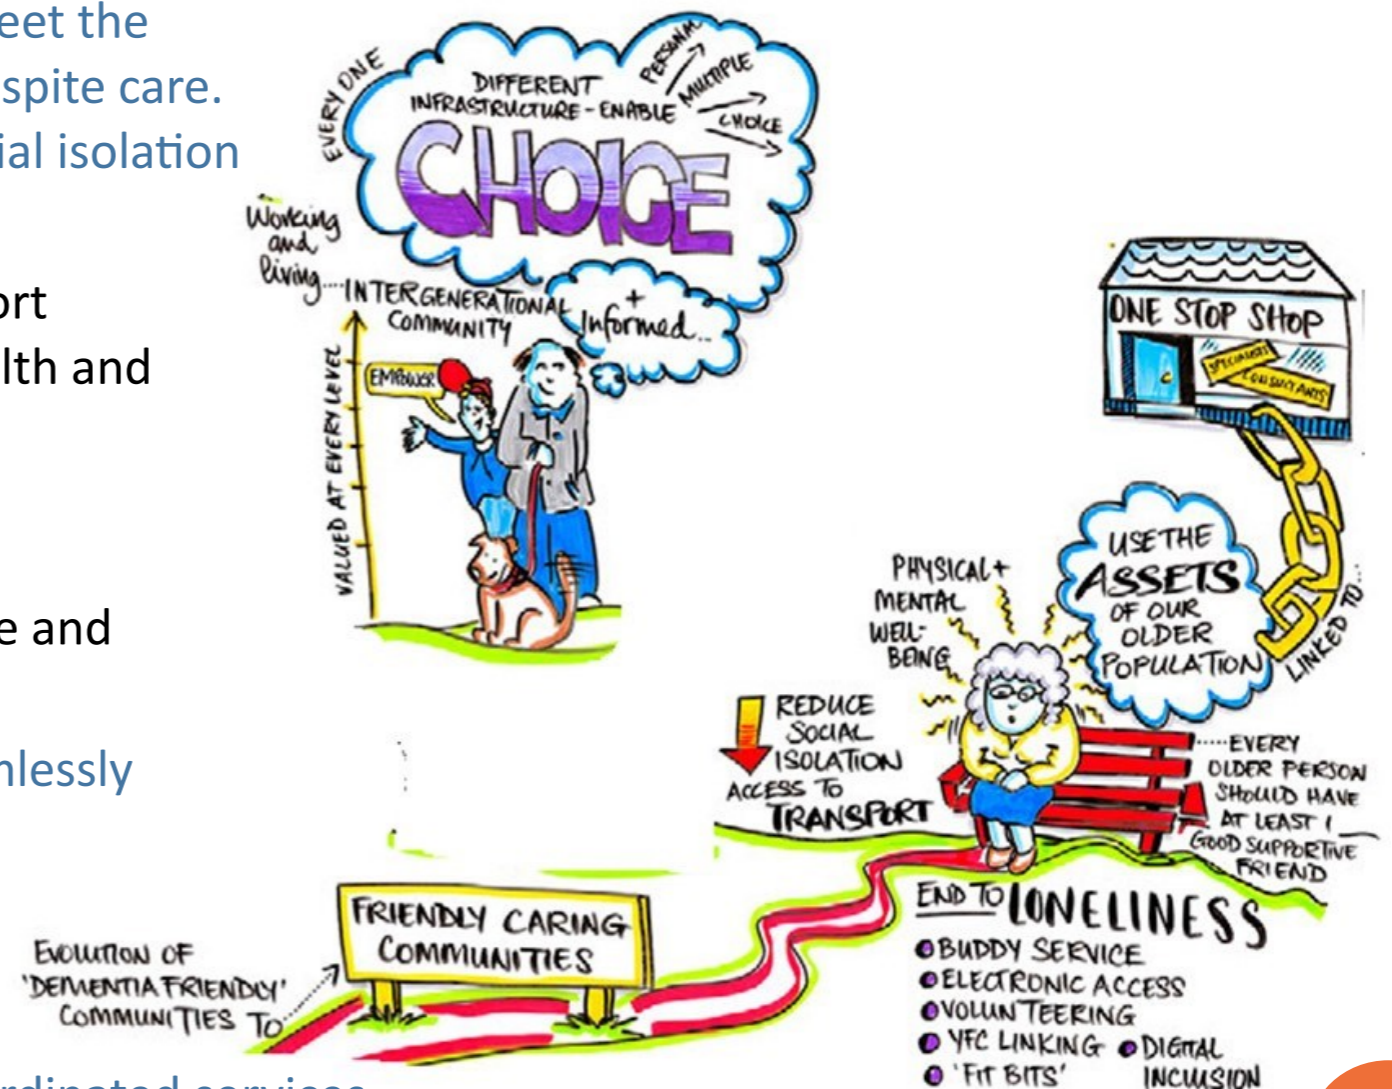 eet the
spite care.
ial isolation
ort
lth and
e and
nlessly
rdinated services
EVERY ONE
DIFFERENT
INFRASTRUCTURE - ENABLE
PERSONAL
MULTIPLE
CHOICE
CHOICE
Working
and
living...INTERGENERATIONAL
COMMUNITY
+
Informed...
VALUED AT EVERY LEVEL
EMPOWER
ONE STOP SHOP
SPECIALISTS
CONSULTANTS
LINKED TO...
USE THE
ASSETS
OF OUR
OLDER
POPULATION
PHYSICAL +
MENTAL
WELL-
BEING
REDUCE
SOCIAL
ISOLATION
ACCESS TO
TRANSPORT
.....EVERY
OLDER PERSON
SHOULD HAVE
AT LEAST 1
GOOD SUPPORTIVE
FRIEND
FRIENDLY CARING
COMMUNITIES
EVOLUTION OF
'DEMENTIA FRIENDLY'
COMMUNITIES TO
END TO LONELINESS
BUDDY SERVICE
ELECTRONIC ACCESS
VOLUNTEERING
YFC LINKING
'FIT BITS'
DIGITAL
INCLUSION